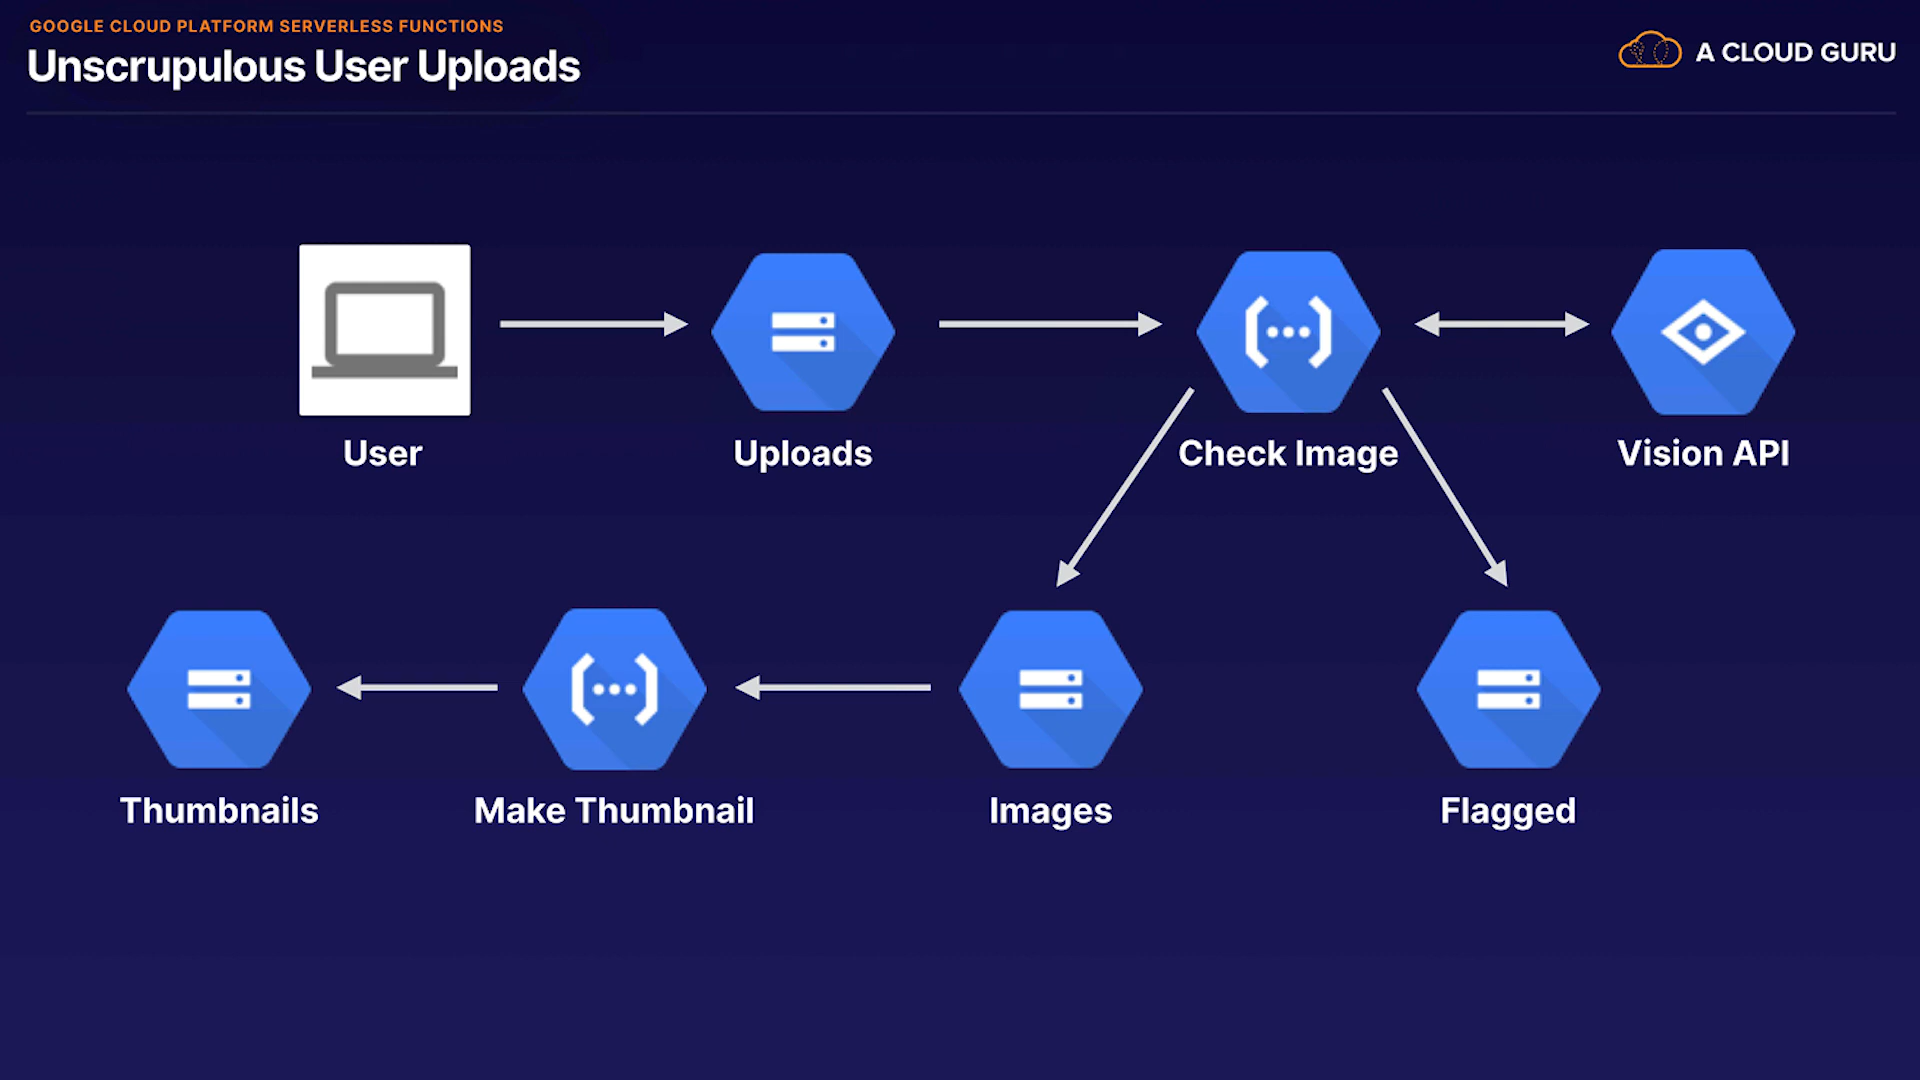 GOOGLE CLOUD PLATFORM SERVERLESS FUNCTIONS
Unscrupulous User Uploads
A CLOUD GURU
User
Uploads
Check Image
Vision API
Thumbnails
Make Thumbnail
Images
Flagged